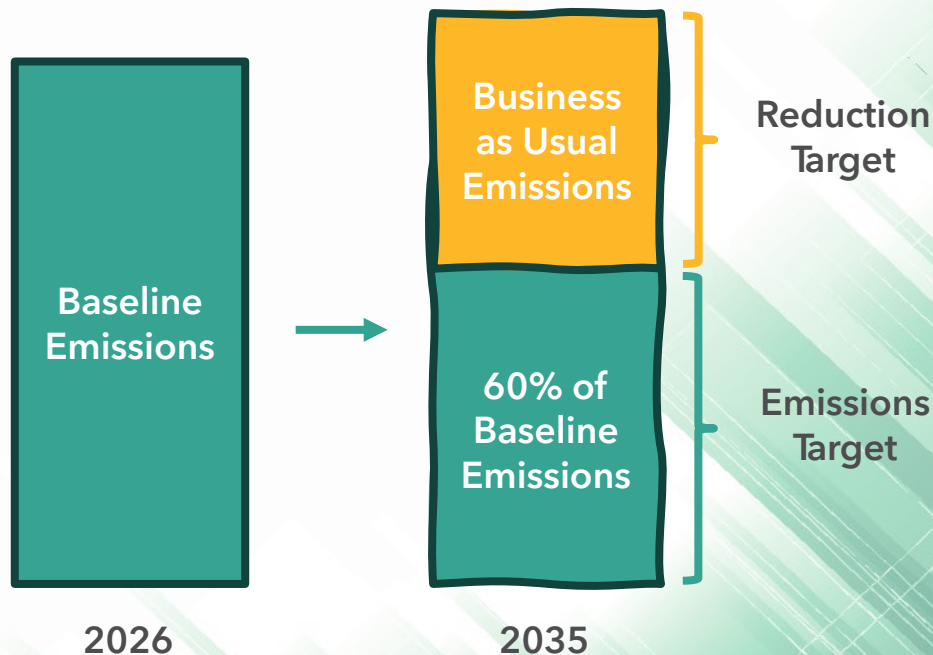 Baseline
Emissions
2026
Business
as Usual
Emissions
60% of
Baseline
Emissions
2035
Reduction
Target
Emissions
Target